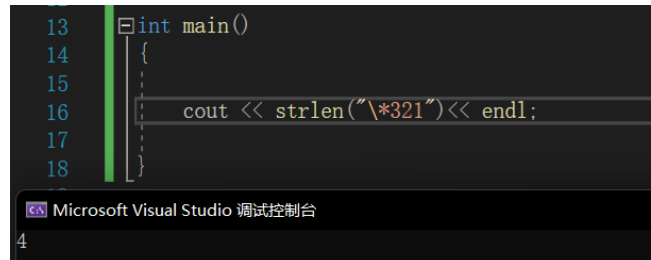 13 int main()
14 {
15
16 cout << strlen("\*321")<< endl;
17
18 }
Microsoft Visual Studio 调试控制台
4